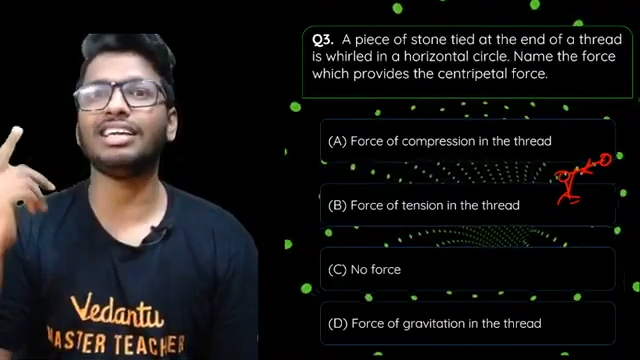 Q3. A piece of stone tied at the end of a thread
is whirled in a horizontal circle. Name the force
which provides the centripetal force.
(A) Force of compression in the thread
(B) Force of tension in the thread
(C) No force
(D) Force of gravitation in the thread
Vedantu
MASTER TEACHER